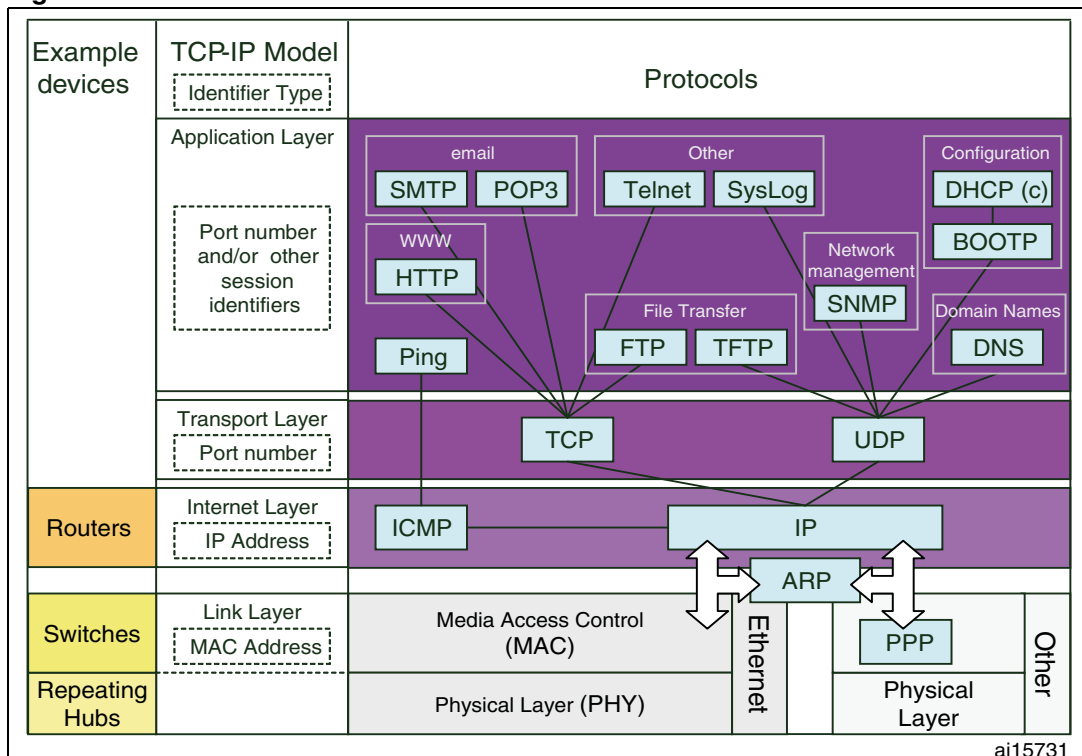 Example
devices
TCP-IP Model
Identifier Type
Protocols
Application Layer
Port number
and/or other
session
identifiers
email
SMTP
POP3
Other
Telnet
SysLog
Configuration
DHCP (c)
BOOTP
WWW
HTTP
Network
management
SNMP
File Transfer
FTP
TFTP
Domain Names
DNS
Ping
Transport Layer
Port number
TCP
UDP
Routers
Internet Layer
IP Address
ICMP
IP
ARP
Switches
Link Layer
MAC Address
Media Access Control
(MAC)
Ethernet
PPP
Other
Repeating
Hubs
Physical Layer (PHY)
Physical
Layer
ai15731